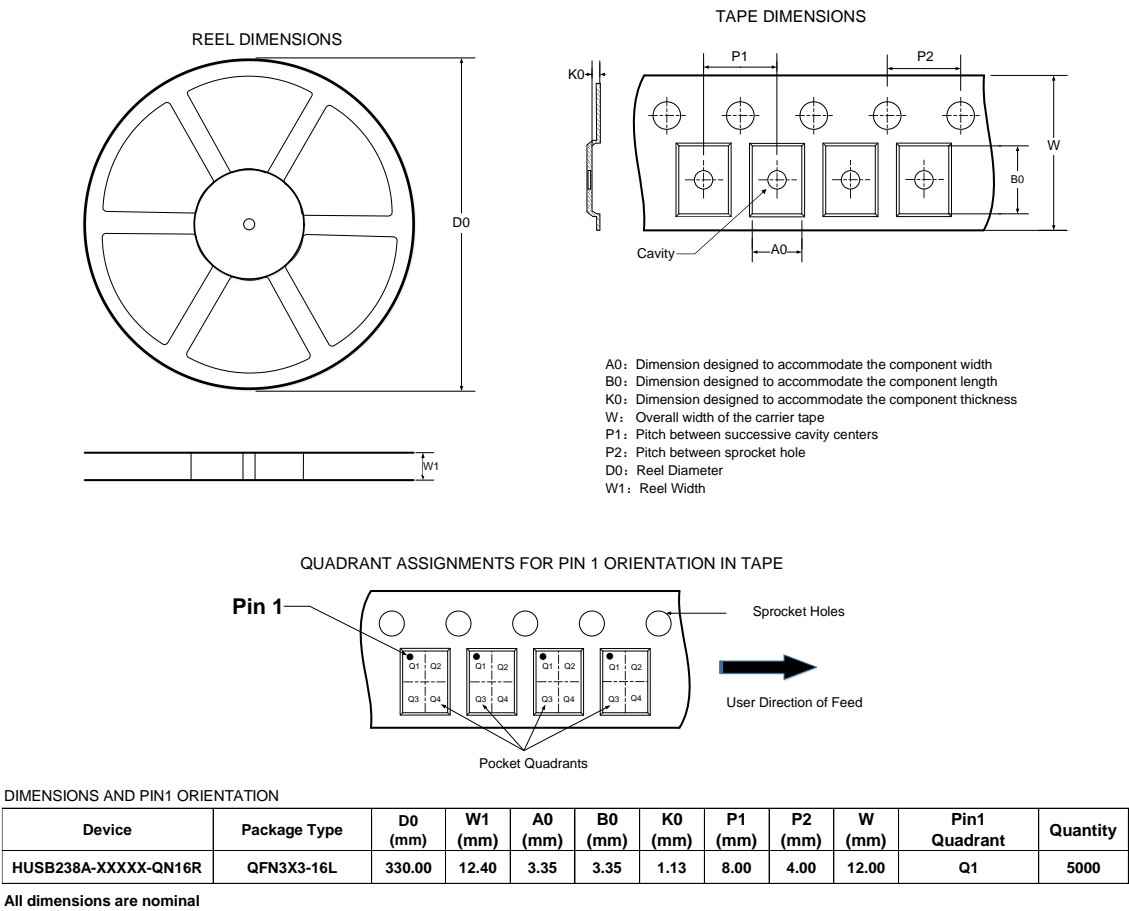 TAPE DIMENSIONS
REEL DIMENSIONS
P1
P2
K0
D0
W
B0
Cavity
A0
A0：Dimension designed to accommodate the component width
B0：Dimension designed to accommodate the component length
K0：Dimension designed to accommodate the component thickness
W： Overall width of the carrier tape
P1：Pitch between successive cavity centers
P2：Pitch between sprocket hole
D0：Reel Diameter
W1：Reel Width
W1
QUADRANT ASSIGNMENTS FOR PIN 1 ORIENTATION IN TAPE
Pin 1
Sprocket Holes
Q1 Q2 Q1 Q2 Q1 Q2 Q1 Q2
Q3 Q4 Q3 Q4 Q3 Q4 Q3 Q4
User Direction of Feed
Pocket Quadrants
DIMENSIONS AND PIN1 ORIENTATION
Device Package Type D0 (mm) W1 (mm) A0 (mm) B0 (mm) K0 (mm) P1 (mm) P2 (mm) W (mm) Pin1 Quadrant Quantity
HUSB238A-XXXXX-QN16R QFN3X3-16L 330.00 12.40 3.35 3.35 1.13 8.00 4.00 12.00 Q1 5000
All dimensions are nominal